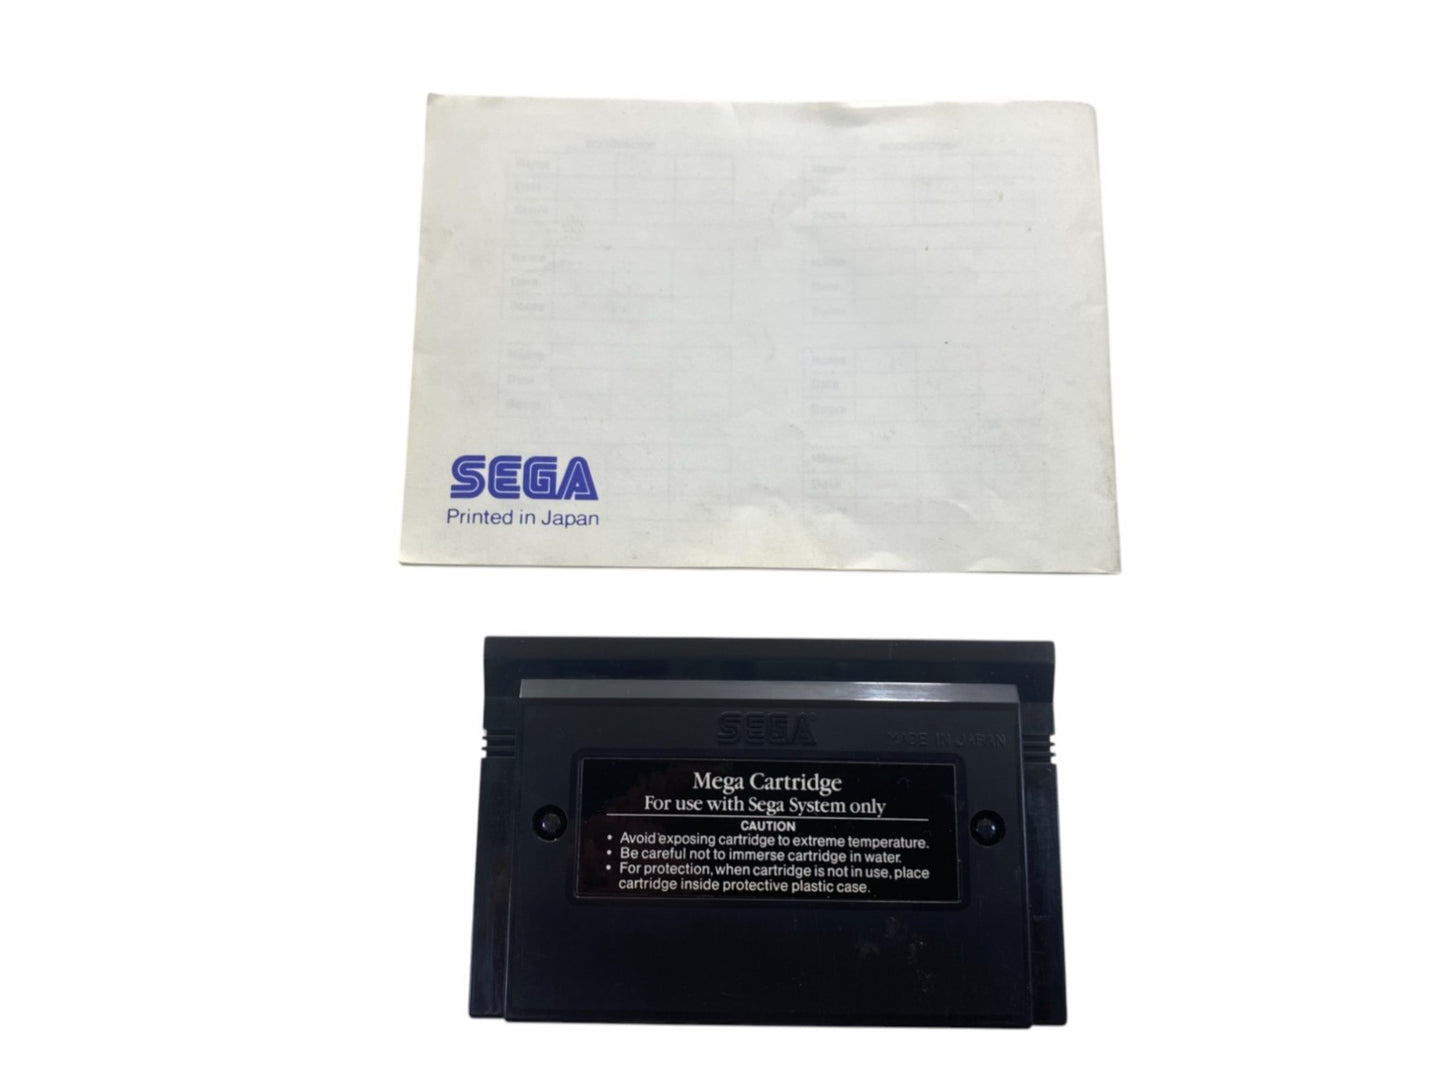 SEGA
Printed in Japan
SEGA
MADE IN JAPAN
Mega Cartridge
For use with Sega System only
CAUTION
• Avoid exposing cartridge to extreme temperature.
• Be careful not to immerse cartridge in water.
• For protection, when cartridge is not in use, place
cartridge inside protective plastic case.